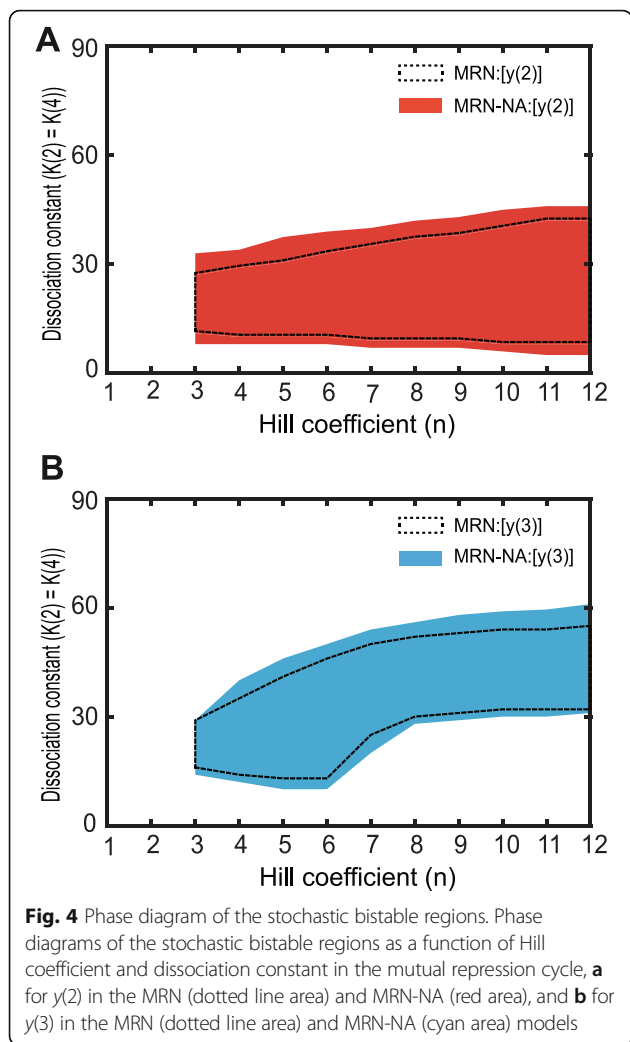 A
90
60
30
0
Dissociation constant (K(2) = K(4))
MRN:[y(2)]
MRN-NA:[y(2)]
1 2 3 4 5 6 7 8 9 10 11 12
Hill coefficient (n)
B
90
60
30
0
Dissociation constant (K(2) = K(4))
MRN:[y(3)]
MRN-NA:[y(3)]
1 2 3 4 5 6 7 8 9 10 11 12
Hill coefficient (n)
Fig. 4 Phase diagram of the stochastic bistable regions. Phase
diagrams of the stochastic bistable regions as a function of Hill
coefficient and dissociation constant in the mutual repression cycle, a
for y(2) in the MRN (dotted line area) and MRN-NA (red area), and b for
y(3) in the MRN (dotted line area) and MRN-NA (cyan area) models